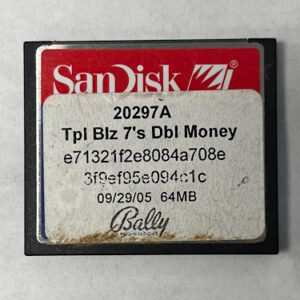 SanDisk
20297A
Tpl Blz 7's Dbl Money
e71321f2e8084a708e
3f9ef95e094c1c
09/29/05 64MB
Bally